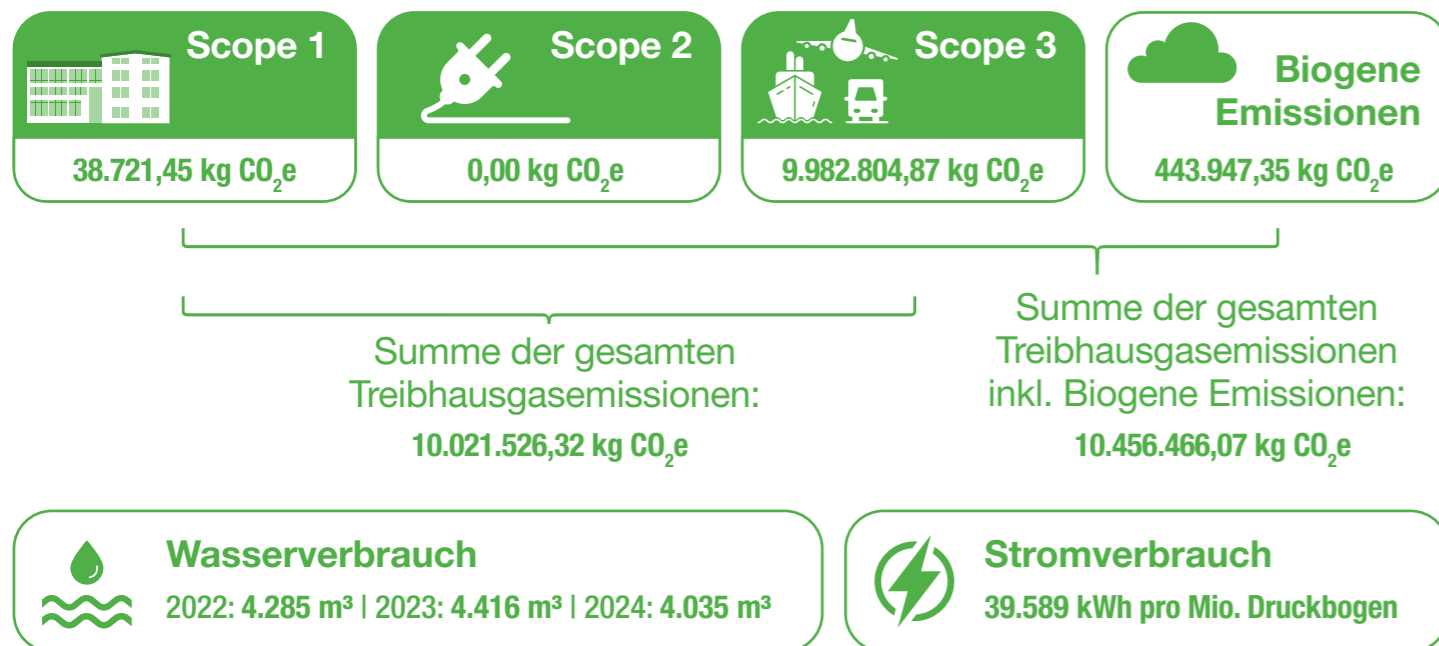 Scope 1
38.721,45 kg CO₂e
Scope 2
0,00 kg CO₂e
Scope 3
9.982.804,87 kg CO₂e
Biogene
Emissionen
443.947,35 kg CO₂e
Summe der gesamten
Treibhausgasemissionen:
10.021.526,32 kg CO₂e
Summe der gesamten
Treibhausgasemissionen
inkl. Biogene Emissionen:
10.456.466,07 kg CO₂e
Wasserverbrauch
2022: 4.285 m³ | 2023: 4.416 m³ | 2024: 4.035 m³
Stromverbrauch
39.589 kWh pro Mio. Druckbogen